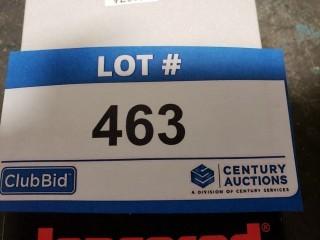 LOT #
463
ClubBid
CENTURY
AUCTIONS
A DIVISION OF CENTURY SERVICES